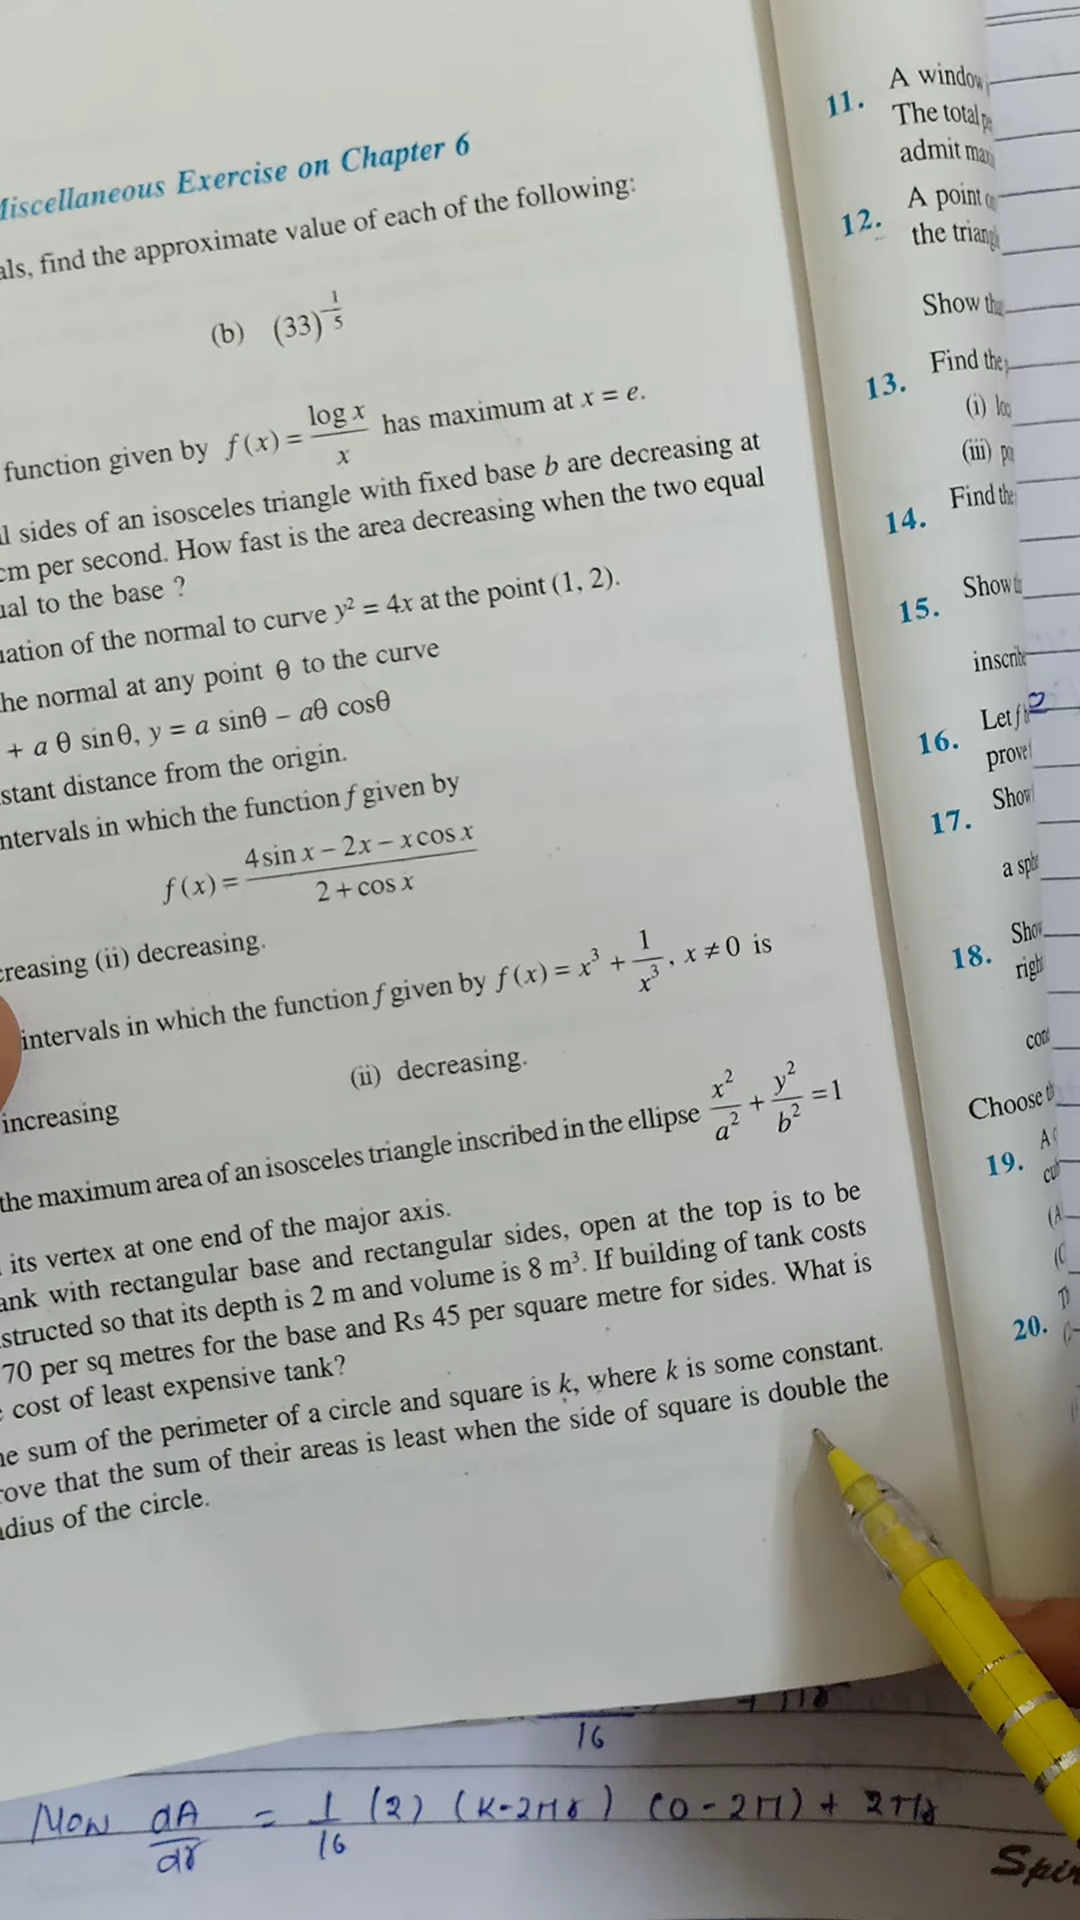 Miscellaneous Exercise on Chapter 6
als, find the approximate value of each of the following:
(b) (33)^{-1/5}
function given by f(x) = log x / x has maximum at x = e.
l sides of an isosceles triangle with fixed base b are decreasing at
cm per second. How fast is the area decreasing when the two equal
ual to the base ?
uation of the normal to curve y² = 4x at the point (1, 2).
he normal at any point θ to the curve
+ a θ sinθ, y = a sinθ – aθ cosθ
stant distance from the origin.
ntervals in which the function f given by
f(x) = (4 sin x – 2x – x cos x) / (2 + cos x)
creasing (ii) decreasing.
intervals in which the function f given by f(x) = x³ + 1/x³, x ≠ 0 is
increasing (ii) decreasing.
the maximum area of an isosceles triangle inscribed in the ellipse x²/a² + y²/b² = 1
its vertex at one end of the major axis.
ank with rectangular base and rectangular sides, open at the top is to be
structed so that its depth is 2 m and volume is 8 m³. If building of tank costs
70 per sq metres for the base and Rs 45 per square metre for sides. What is
cost of least expensive tank?
he sum of the perimeter of a circle and square is k, where k is some constant.
rove that the sum of their areas is least when the side of square is double the
adius of the circle.
11. A window
The total
admit
12. A point
the
Show
13. Find the
(i)
(iii)
14. Find the
15. Show
16. Let f
prove
17. Show
a
18.
19. A
(A
20.
Choose
16
Now dA/dr = 1/16 (2) (K-2πr) (0-2π) + 2πr